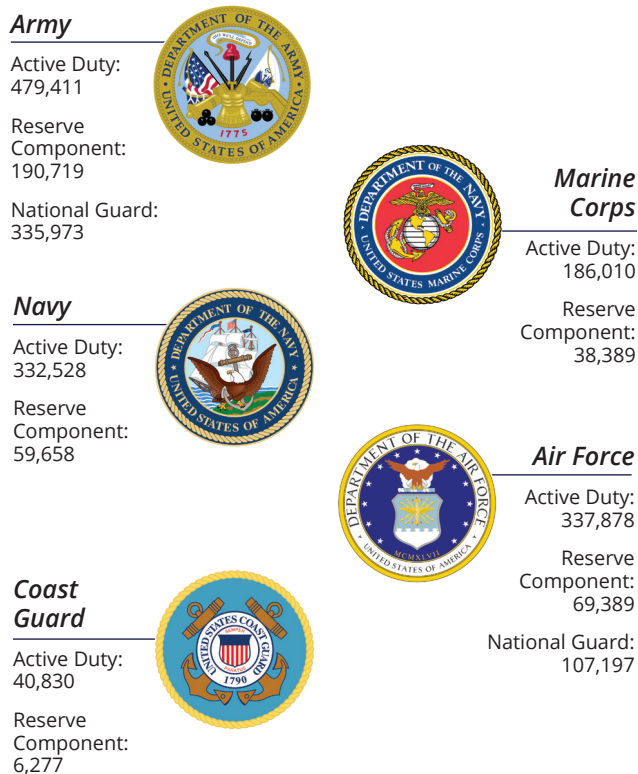 Army
Active Duty:
479,411
Reserve
Component:
190,719
National Guard:
335,973
DEPARTMENT OF THE ARMY
UNITED STATES OF AMERICA
1775
Marine
Corps
Active Duty:
186,010
Reserve
Component:
38,389
DEPARTMENT OF THE NAVY
UNITED STATES MARINE CORPS
Navy
Active Duty:
332,528
Reserve
Component:
59,658
DEPARTMENT OF THE NAVY
UNITED STATES OF AMERICA
Air Force
Active Duty:
337,878
Reserve
Component:
69,389
National Guard:
107,197
DEPARTMENT OF THE AIR FORCE
MCMXLVII
UNITED STATES OF AMERICA
Coast
Guard
Active Duty:
40,830
Reserve
Component:
6,277
UNITED STATES COAST GUARD
SEMPER
PARATUS
1790